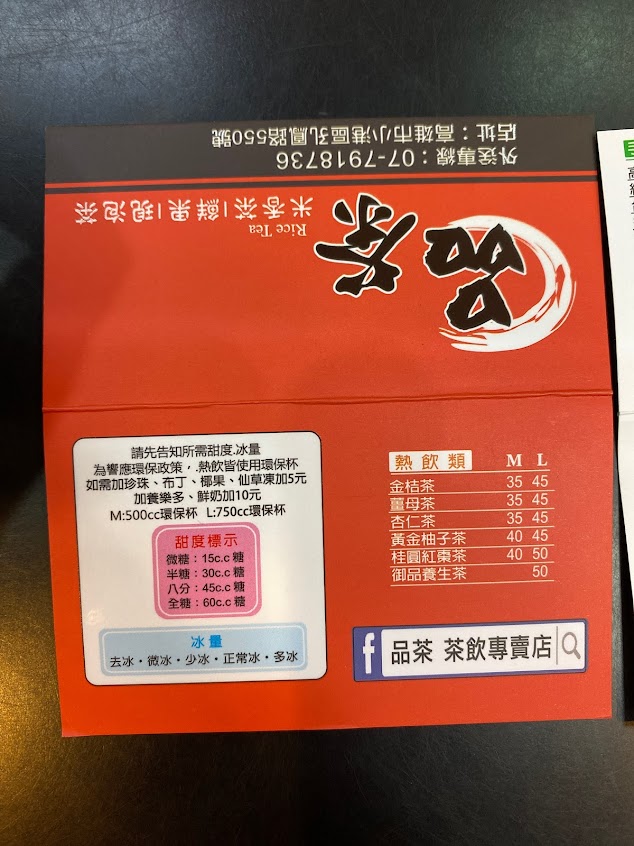 店址：高雄市小港區孔鳳路550號
外送專線：07-7918736
品茶
Rice Tea
米香茶|鮮果|現泡茶
請先告知所需甜度.冰量
為響應環保政策，.熱飲皆使用環保杯
如需加珍珠、布丁、椰果、仙草凍加5元
加養樂多、鮮奶加10元
M:500cc環保杯 L:750cc環保杯
甜度標示
微糖：15c.c 糖
半糖：30c.c 糖
八分：45c.c 糖
全糖：60c.c 糖
冰量
去冰・微冰・少冰・正常冰・多冰
熱飲類 M L
金桔茶 35 45
薑母茶 35 45
杏仁茶 35 45
黃金柚子茶 40 45
桂圓紅棗茶 40 50
御品養生茶 50
f 品茶 茶飲專賣店